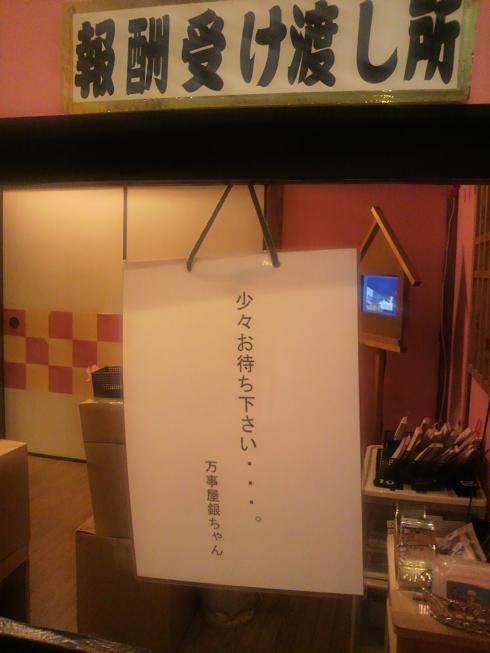 報酬受け渡し所
少々お待ち下さい・・・。
万事屋銀ちゃん